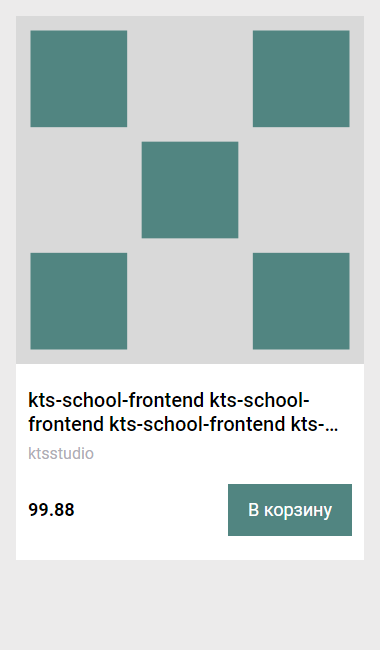 kts-school-frontend kts-school-
frontend kts-school-frontend kts-…
ktsstudio
99.88
В корзину